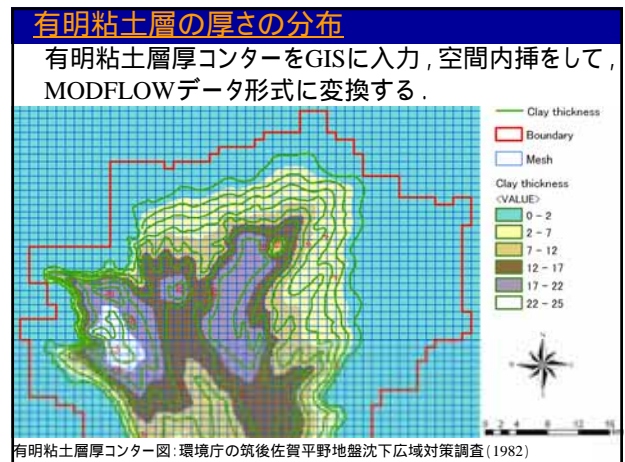 有明粘土層の厚さの分布
有明粘土層厚コンターをGISに入力，空間内挿をして，
MODFLOWデータ形式に変換する．
Clay thickness
Boundary
Mesh
Clay thickness
<VALUE>
0 - 2
2 - 7
7 - 12
12 - 17
17 - 22
22 - 25
有明粘土層厚コンター図:環境庁の筑後佐賀平野地盤沈下広域対策調査(1982)